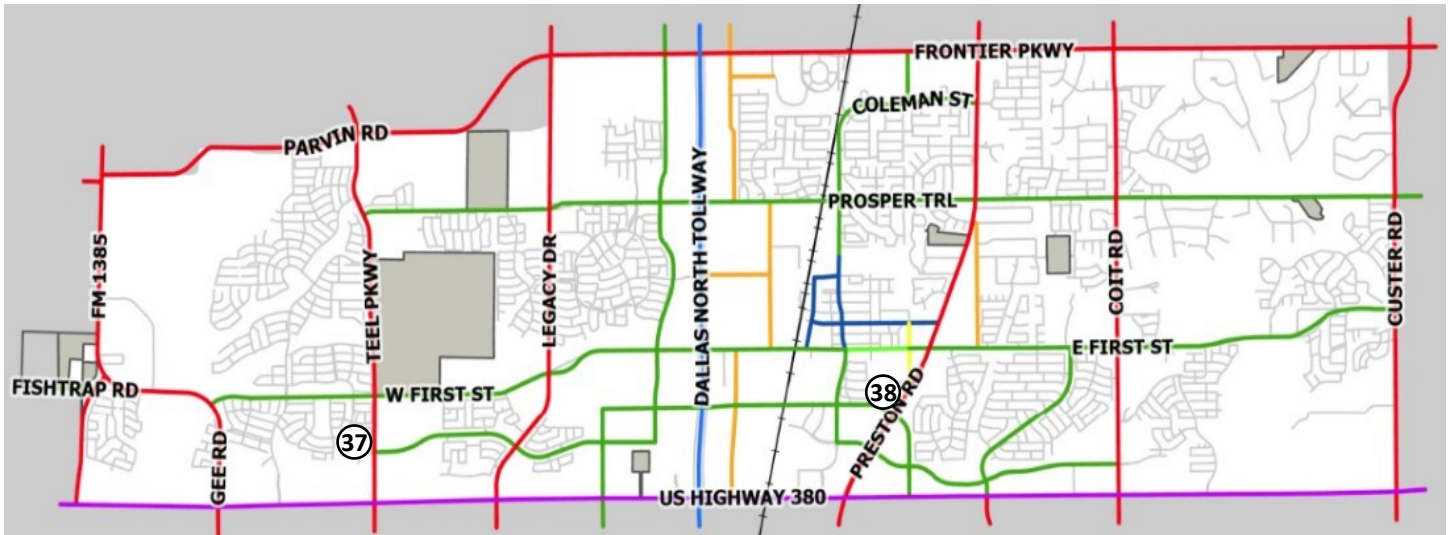 FRONTIER PKWY
COLEMAN ST
PARVIN RD
PROSPER TRL
FM 1385
TEEL PKWY
LEGACY DR
DALLAS NORTH TOLLWAY
COIT RD
CUSTER RD
E FIRST ST
FISHTRAP RD
W FIRST ST
38
PRESTON RD
37
GEE RD
US HIGHWAY 380